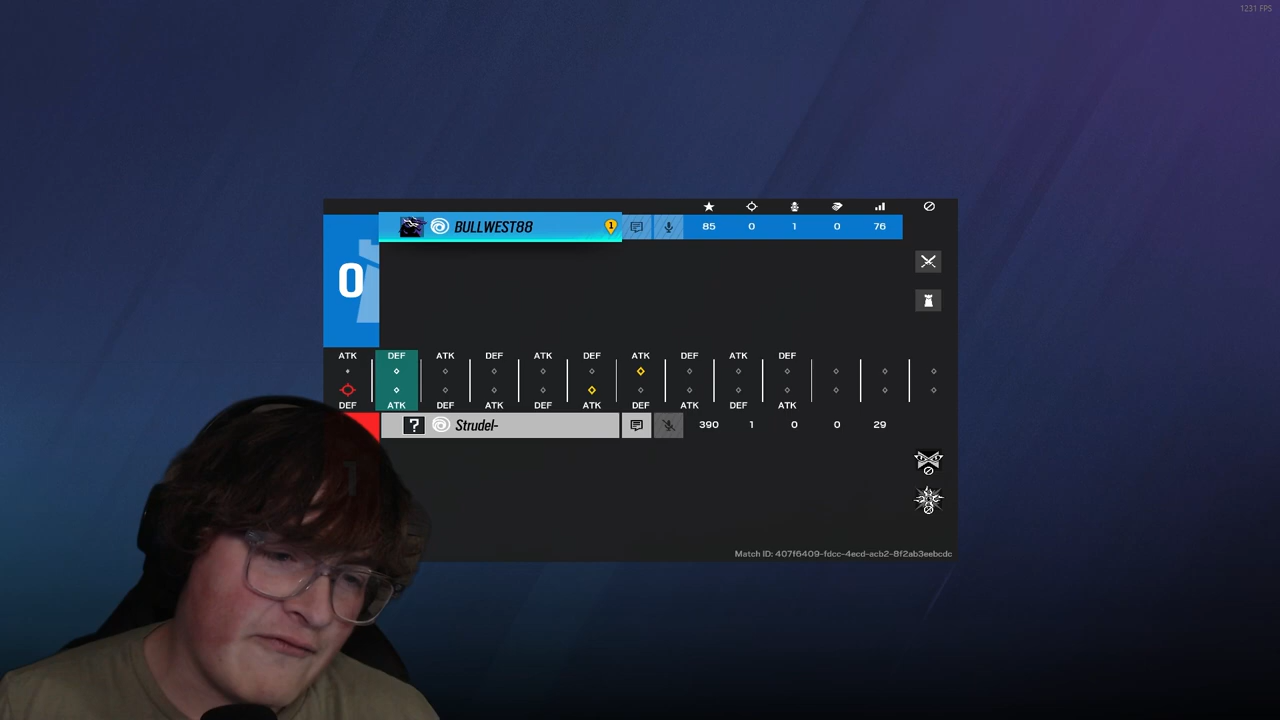 1231 FPS
BULLWEST88 1 85 0 1 0 76
0
ATK DEF ATK DEF ATK DEF ATK DEF ATK DEF
DEF ATK DEF ATK DEF ATK DEF ATK DEF ATK
? Strudel- 390 1 0 0 29
1
Match ID: 407f6409-fdcc-4ecd-acb2-8f2ab3eebcdc